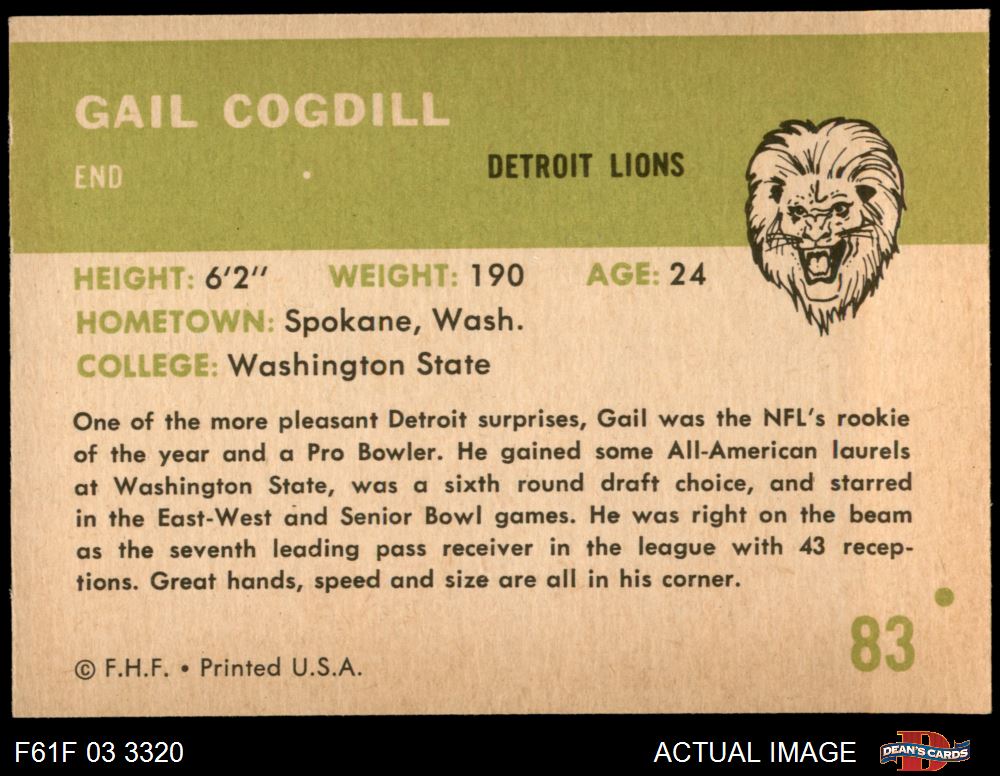 GAIL COGDILL
END
DETROIT LIONS
HEIGHT: 6'2'' WEIGHT: 190 AGE: 24
HOMETOWN: Spokane, Wash.
COLLEGE: Washington State
One of the more pleasant Detroit surprises, Gail was the NFL's rookie
of the year and a Pro Bowler. He gained some All-American laurels
at Washington State, was a sixth round draft choice, and starred
in the East-West and Senior Bowl games. He was right on the beam
as the seventh leading pass receiver in the league with 43 recep-
tions. Great hands, speed and size are all in his corner.
83
© F.H.F. • Printed U.S.A.
F61F 03 3320
ACTUAL IMAGE
D
DEAN'S CARDS